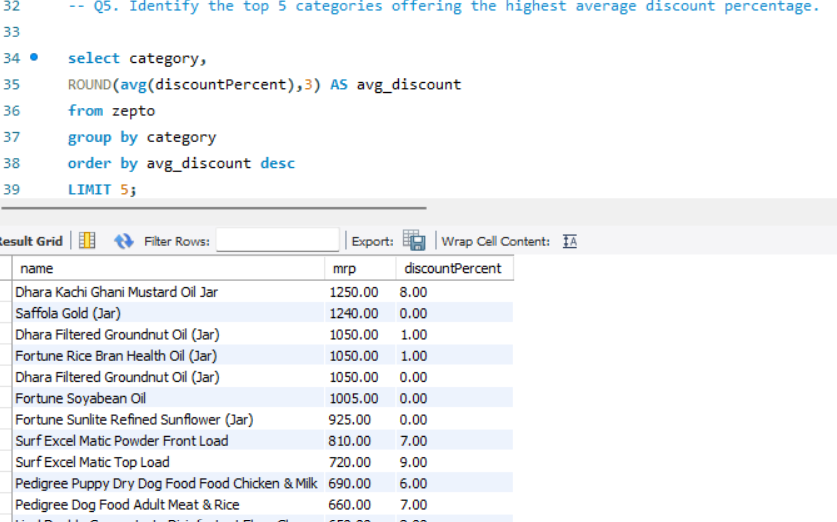 32 -- Q5. Identify the top 5 categories offering the highest average discount percentage.
33
34 select category,
35 ROUND(avg(discountPercent),3) AS avg_discount
36 from zepto
37 group by category
38 order by avg_discount desc
39 LIMIT 5;
Result Grid Filter Rows: Export: Wrap Cell Content: IA
name mrp discountPercent
Dhara Kachi Ghani Mustard Oil Jar 1250.00 8.00
Saffola Gold (Jar) 1240.00 0.00
Dhara Filtered Groundnut Oil (Jar) 1050.00 1.00
Fortune Rice Bran Health Oil (Jar) 1050.00 1.00
Dhara Filtered Groundnut Oil (Jar) 1050.00 0.00
Fortune Soyabean Oil 1005.00 0.00
Fortune Sunlite Refined Sunflower (Jar) 925.00 0.00
Surf Excel Matic Powder Front Load 810.00 7.00
Surf Excel Matic Top Load 720.00 9.00
Pedigree Puppy Dry Dog Food Food Chicken & Milk 690.00 6.00
Pedigree Dog Food Adult Meat & Rice 660.00 7.00